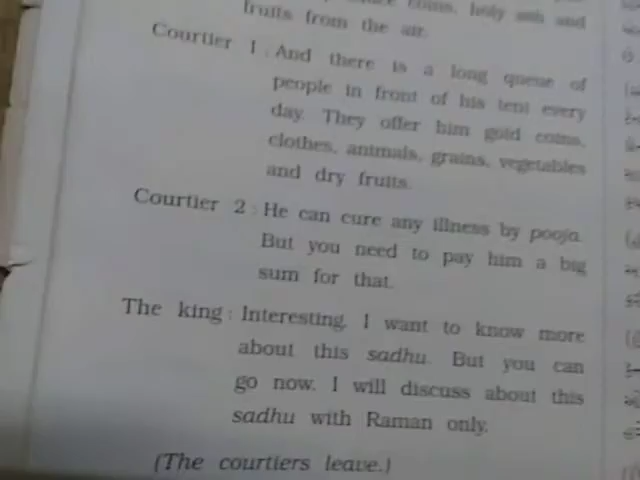 coins, holy ash and
fruits from the air.
Courtier 1 : And there is a long queue of
people in front of his tent every
day. They offer him gold coins,
clothes, animals, grains, vegetables
and dry fruits.
Courtier 2 : He can cure any illness by pooja.
But you need to pay him a big
sum for that.
The king : Interesting. I want to know more
about this sadhu. But you can
go now. I will discuss about this
sadhu with Raman only.
(The courtiers leave.)